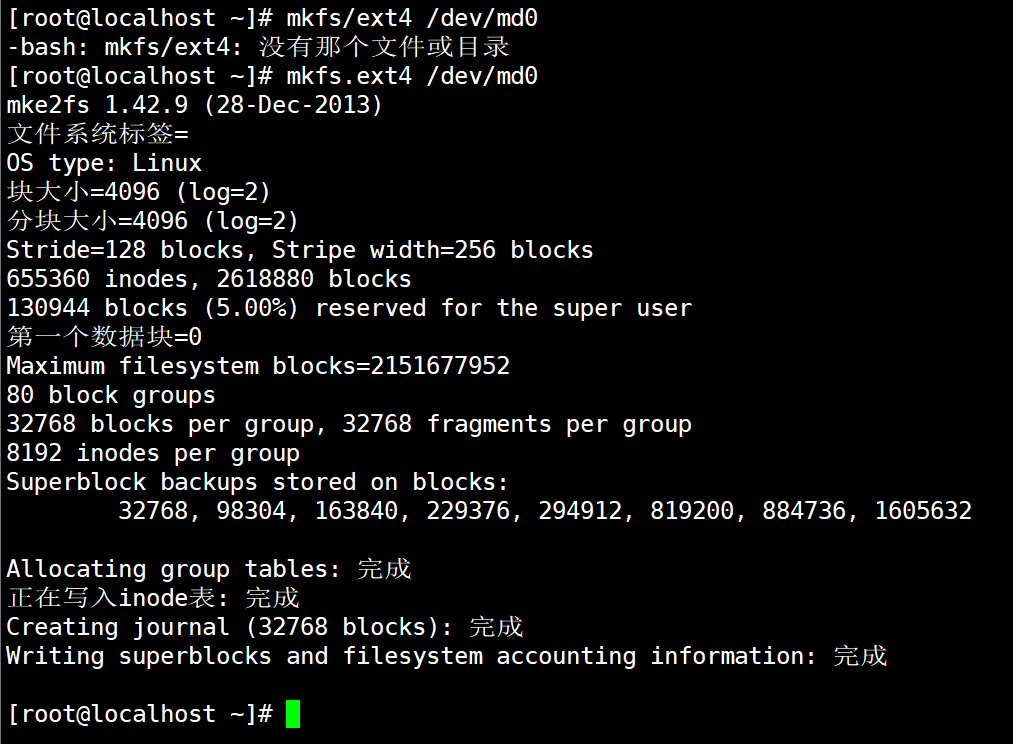 [root@localhost ~]# mkfs/ext4 /dev/md0
-bash: mkfs/ext4: 没有那个文件或目录
[root@localhost ~]# mkfs.ext4 /dev/md0
mke2fs 1.42.9 (28-Dec-2013)
文件系统标签=
OS type: Linux
块大小=4096 (log=2)
分块大小=4096 (log=2)
Stride=128 blocks, Stripe width=256 blocks
655360 inodes, 2618880 blocks
130944 blocks (5.00%) reserved for the super user
第一个数据块=0
Maximum filesystem blocks=2151677952
80 block groups
32768 blocks per group, 32768 fragments per group
8192 inodes per group
Superblock backups stored on blocks:
32768, 98304, 163840, 229376, 294912, 819200, 884736, 1605632
Allocating group tables: 完成
正在写入inode表: 完成
Creating journal (32768 blocks): 完成
Writing superblocks and filesystem accounting information: 完成
[root@localhost ~]#